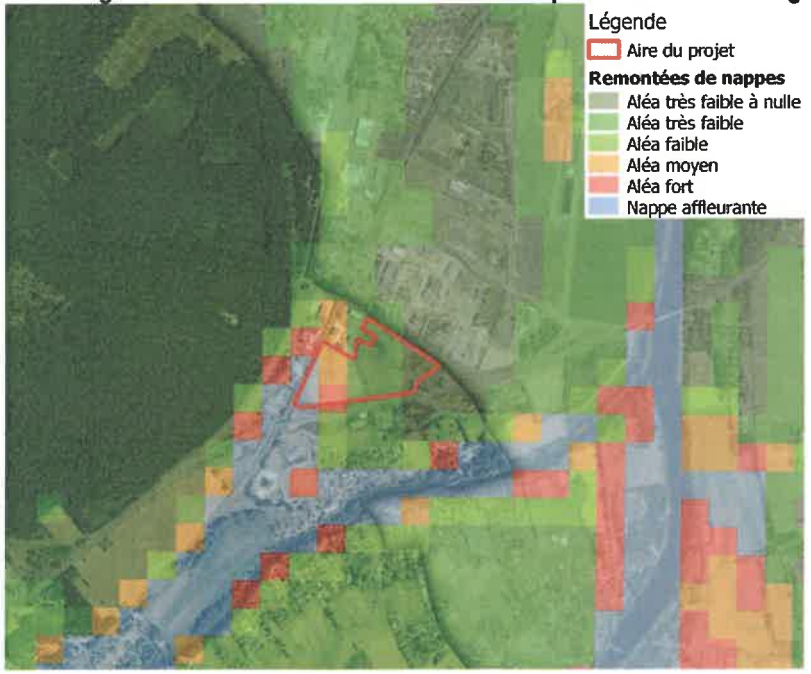 Légende
Aire du projet
Remontées de nappes
Aléa très faible à nulle
Aléa très faible
Aléa faible
Aléa moyen
Aléa fort
Nappe affleurante